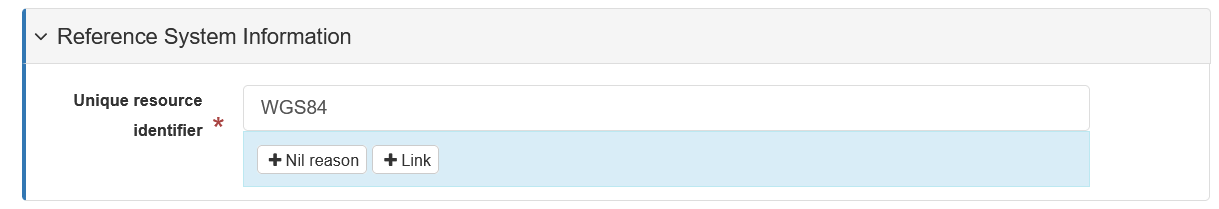 Reference System Information
Unique resource
identifier *
WGS84
+ Nil reason + Link